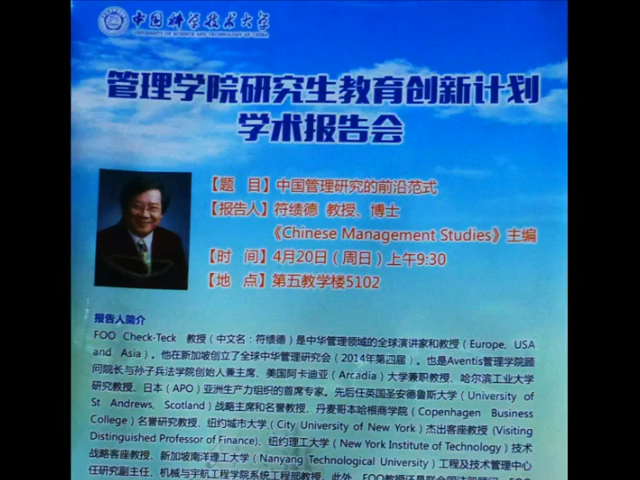 中国科学技术大学
UNIVERSITY OF SCIENCE AND TECHNOLOGY OF CHINA
管理学院研究生教育创新计划
学术报告会
【题 目】中国管理研究的前沿范式
【报告人】符绩德 教授、博士
《Chinese Management Studies》主编
【时 间】4月20日（周日）上午9:30
【地 点】第五教学楼5102
报告人简介
FOO Check-Teck 教授（中文名：符绩德）是中华管理领域的全球演讲家和教授（Europe, USA
and Asia）。他在新加坡创立了全球中华管理研究会（2014年第四届）。也是Aventis管理学院顾
问院长与孙子兵法学院创始人兼主席、美国阿卡迪亚（Arcadia）大学兼职教授、哈尔滨工业大学
研究教授、日本（APO）亚洲生产力组织的首席专家。先后任英国圣安德鲁斯大学（University of
St Andrews, Scotland）战略主席和名誉教授、丹麦哥本哈根商学院（Copenhagen Business
College）名誉研究教授、纽约城市大学（City University of New York）杰出客座教授（Visiting
Distinguished Professor of Finance)、纽约理工大学（New York Institute of Technology）技术
战略客座教授、新加坡南洋理工大学（Nanyang Technological University）工程及技术管理中心
任研究副主任、机械与宇航工程学院系统工程部教授。此外，FOO教授还是联合国法部顾问。FOO